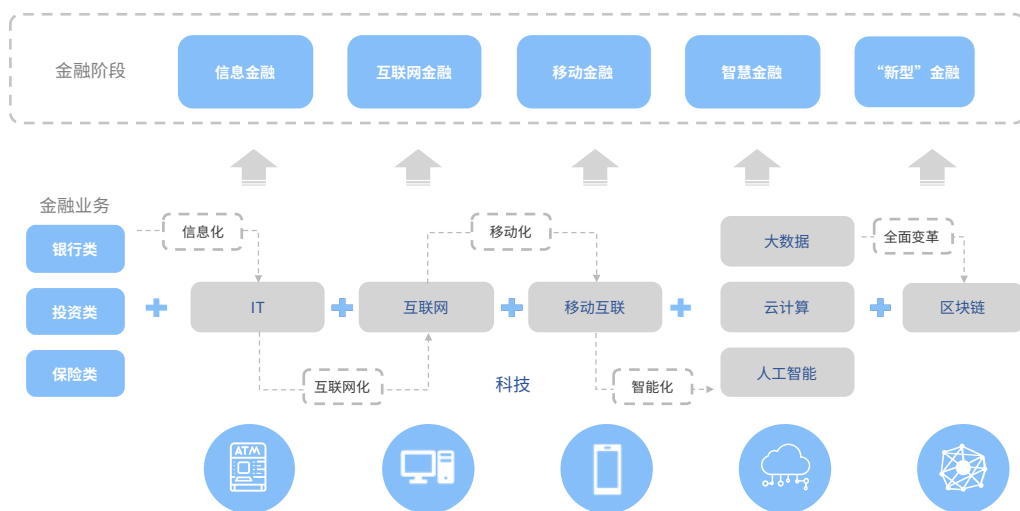 金融阶段
信息金融
互联网金融
移动金融
智慧金融
“新型”金融
金融业务
银行类
投资类
保险类
信息化
移动化
全面变革
大数据
IT
互联网
移动互联
云计算
区块链
人工智能
互联网化
科技
智能化
ATM